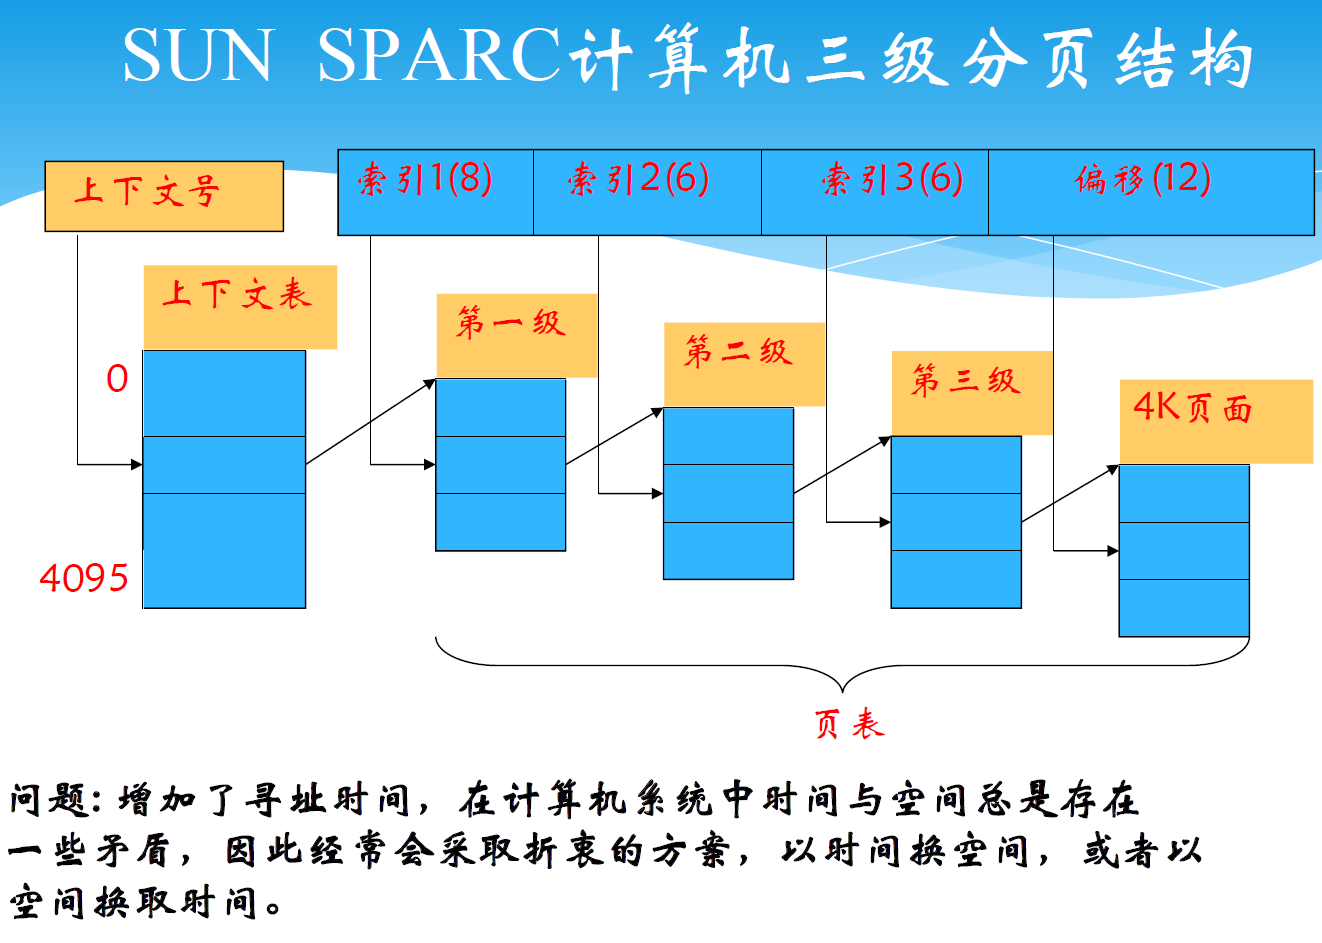 SUN SPARC计算机三级分页结构
上下文号
索引1(8)
索引2(6)
索引3(6)
偏移(12)
上下文表
第一级
第二级
第三级
4K页面
0
4095
页表
问题：增加了寻址时间，在计算机系统中时间与空间总是存在
一些矛盾，因此经常会采取折衷的方案，以时间换空间，或者以
空间换取时间。